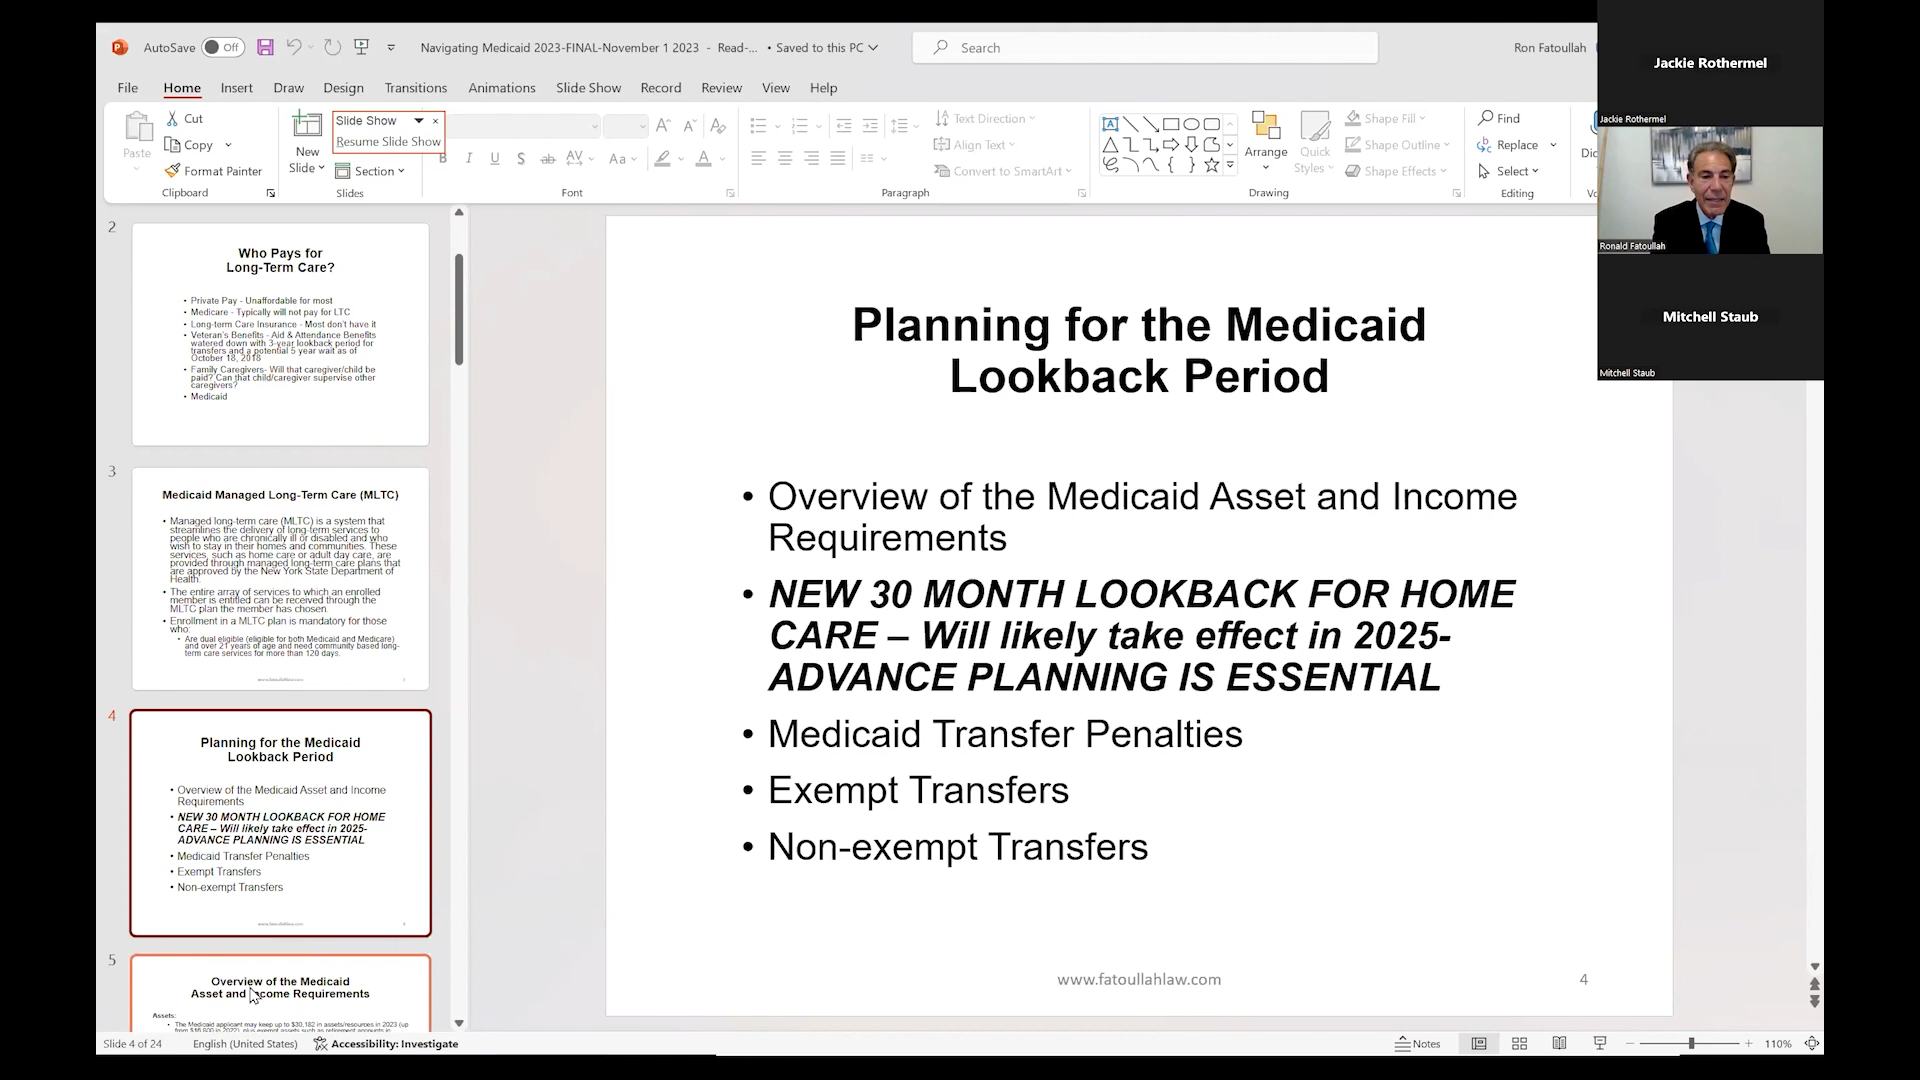 AutoSave Off
Navigating Medicaid 2023-FINAL-November 1 2023 - Read-... • Saved to this PC
Search
Ron Fatoullah
File Home Insert Draw Design Transitions Animations Slide Show Record Review View Help
Paste
Cut
Copy
Format Painter
Clipboard
New
Slide
Slide Show
Resume Slide Show
Section
Slides
Font
Text Direction
Align Text
Convert to SmartArt
Paragraph
Arrange
Quick
Styles
Shape Fill
Shape Outline
Shape Effects
Drawing
Find
Replace
Select
Editing
Jackie Rothermel
Jackie Rothermel
Ronald Fatoullah
Mitchell Staub
Mitchell Staub
2
Who Pays for
Long-Term Care?
• Private Pay - Unaffordable for most
• Medicare - Typically will not pay for LTC
• Long-term Care Insurance - Most don't have it
• Veteran's Benefits - Aid & Attendance Benefits
watered down with 3-year lookback period for
transfers and a potential 5 year wait as of
October 18, 2018
• Family Caregivers- Will that caregiver/child be
paid? Can that child/caregiver supervise other
caregivers?
• Medicaid
3
Medicaid Managed Long-Term Care (MLTC)
• Managed long-term care (MLTC) is a system that
streamlines the delivery of long-term services to
people who are chronically ill or disabled and who
wish to stay in their homes and communities. These
services, such as home care or adult day care, are
provided through managed long-term care plans that
are approved by the New York State Department of
Health.
• The entire array of services to which an enrolled
member is entitled can be received through the
MLTC plan the member has chosen.
• Enrollment in a MLTC plan is mandatory for those
who:
• Are dual eligible (eligible for both Medicaid and Medicare)
and over 21 years of age and need community based long-
term care services for more than 120 days.
www.fatoullahlaw.com
4
Planning for the Medicaid
Lookback Period
• Overview of the Medicaid Asset and Income
Requirements
• NEW 30 MONTH LOOKBACK FOR HOME
CARE – Will likely take effect in 2025-
ADVANCE PLANNING IS ESSENTIAL
• Medicaid Transfer Penalties
• Exempt Transfers
• Non-exempt Transfers
www.fatoullahlaw.com 4
5
Overview of the Medicaid
Asset and Income Requirements
Assets:
• The Medicaid applicant may keep up to $30,182 in assets/resources in 2023 (up
Planning for the Medicaid
Lookback Period
• Overview of the Medicaid Asset and Income
Requirements
• NEW 30 MONTH LOOKBACK FOR HOME
CARE – Will likely take effect in 2025-
ADVANCE PLANNING IS ESSENTIAL
• Medicaid Transfer Penalties
• Exempt Transfers
• Non-exempt Transfers
www.fatoullahlaw.com 4
Slide 4 of 24 English (United States) Accessibility: Investigate
Notes 110%